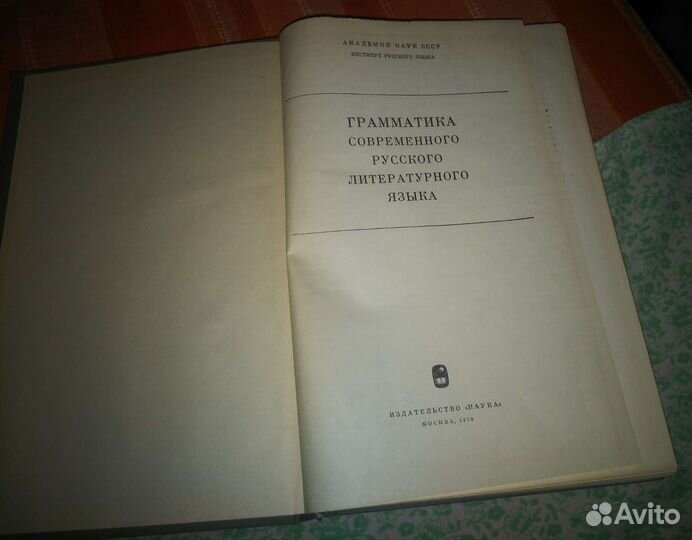 АКАДЕМИЯ НАУК СССР
ИНСТИТУТ РУССКОГО ЯЗЫКА
ГРАММАТИКА
СОВРЕМЕННОГО
РУССКОГО
ЛИТЕРАТУРНОГО
ЯЗЫКА
ИЗДАТЕЛЬСТВО «НАУКА»
МОСКВА, 1970
Avito